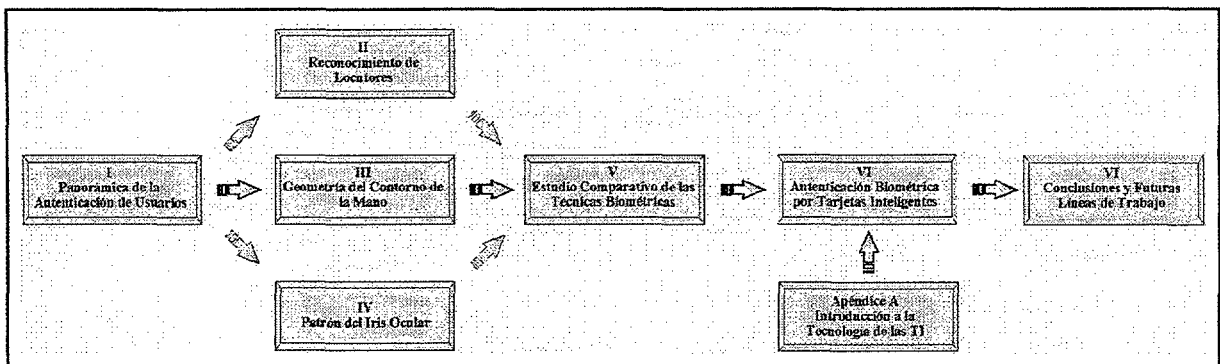 II
Reconocimiento de
Locutores
I
Panorámica de la
Autenticación de Usuarios
III
Geometría del Contorno de
la Mano
V
Estudio Comparativo de las
Técnicas Biométricas
VI
Autenticación Biométrica
por Tarjetas Inteligentes
VI
Conclusiones y Futuras
Líneas de Trabajo
IV
Patrón del Iris Ocular
Apéndice A
Introducción a la
Tecnología de las TI